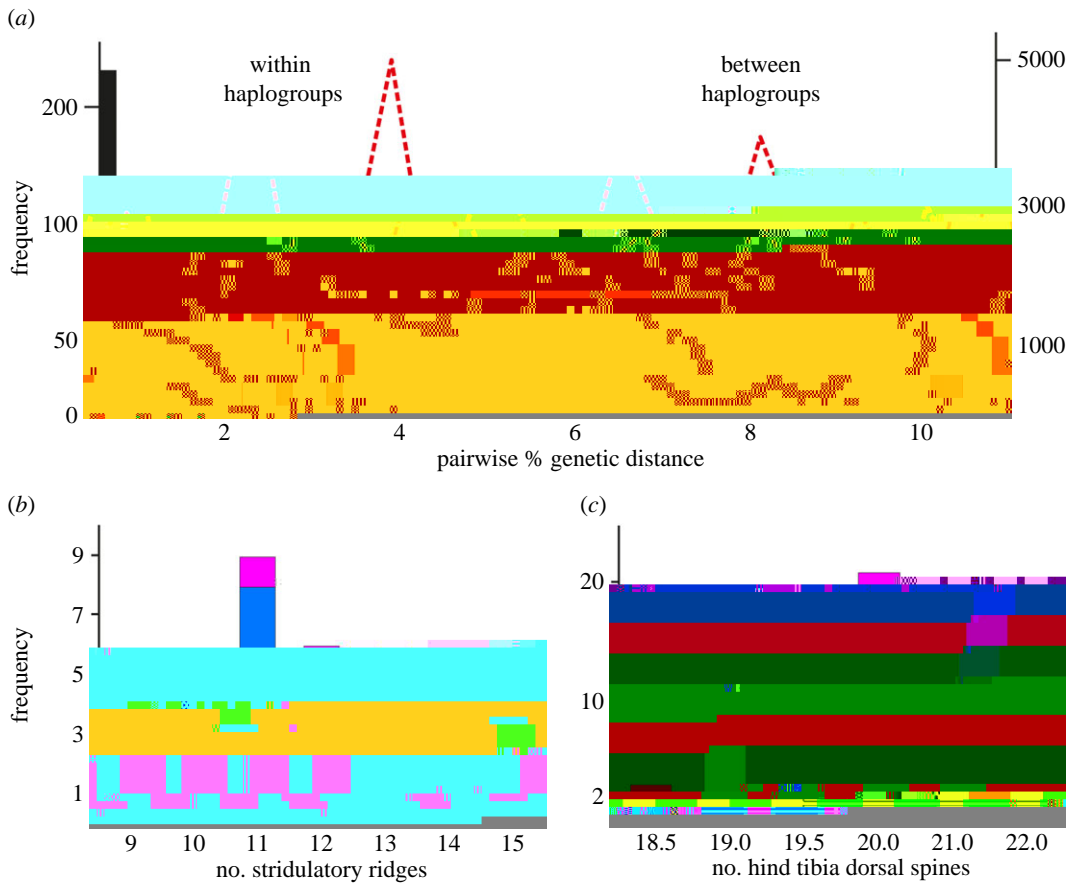 (a)
within
haplogroups
between
haplogroups
5000
3000
1000
200
100
50
0
frequency
2 4 6 8 10
pairwise % genetic distance
(b)
9
7
5
3
1
frequency
9 10 11 12 13 14 15
no. stridulatory ridges
(c)
20
10
2
18.5 19.0 19.5 20.0 21.0 22.0
no. hind tibia dorsal spines